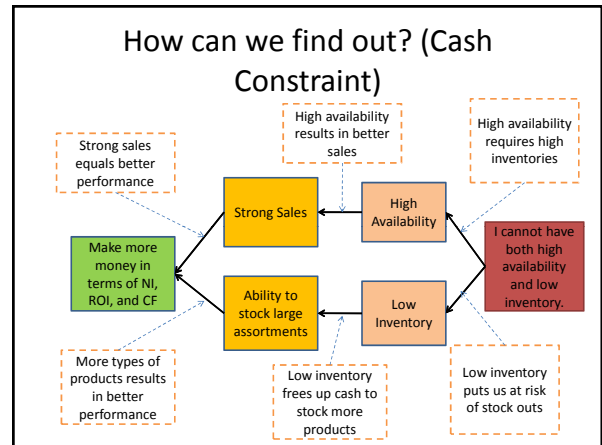 How can we find out? (Cash
Constraint)
High availability
results in better
sales
High availability
requires high
inventories
Strong sales
equals better
performance
Strong Sales
High
Availability
Make more
money in
terms of NI,
ROI, and CF
I cannot have
both high
availability
and low
inventory.
Ability to
stock large
assortments
Low
Inventory
More types of
products results
in better
performance
Low inventory
frees up cash to
stock more
products
Low inventory
puts us at risk
of stock outs